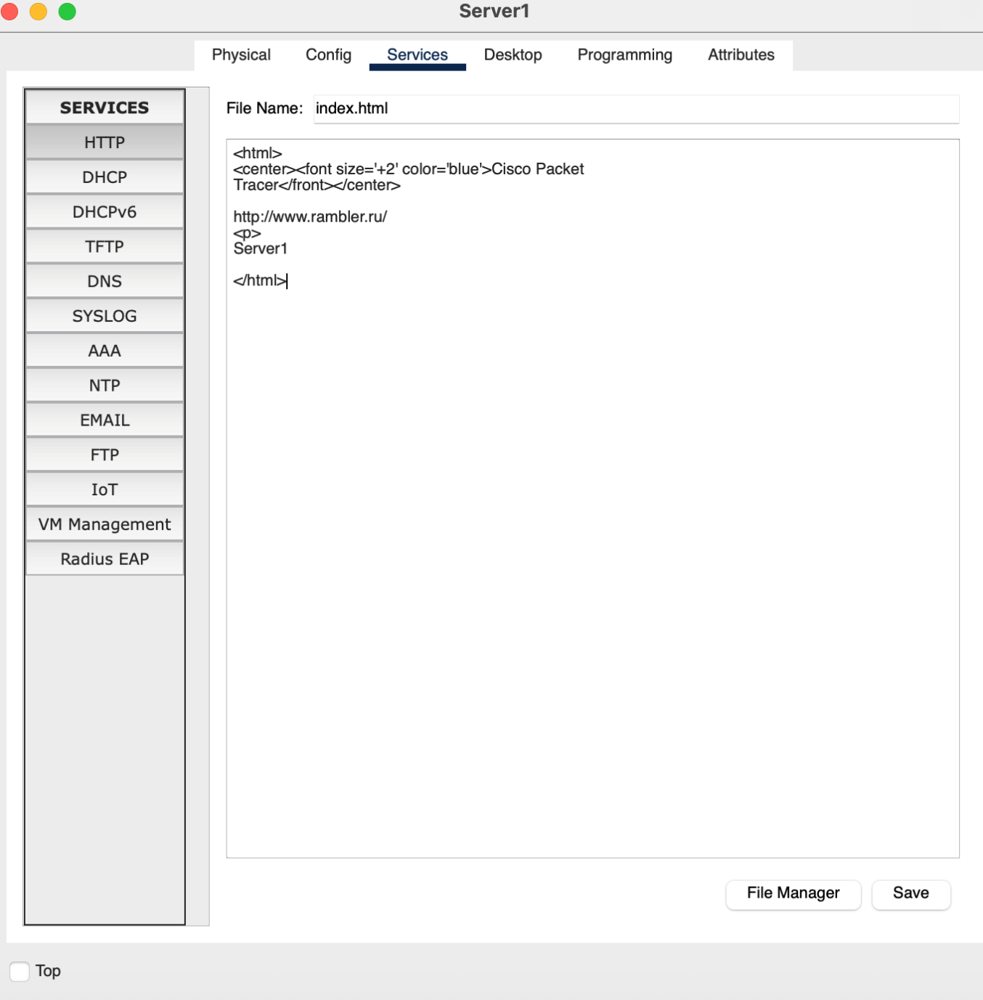 Server1
Physical Config Services Desktop Programming Attributes
SERVICES
HTTP
DHCP
DHCPv6
TFTP
DNS
SYSLOG
AAA
NTP
EMAIL
FTP
IoT
VM Management
Radius EAP
File Name: index.html
<html>
<center><font size='+2' color='blue'>Cisco Packet
Tracer</front></center>
http://www.rambler.ru/
<p>
Server1
</html>
File Manager Save
Top